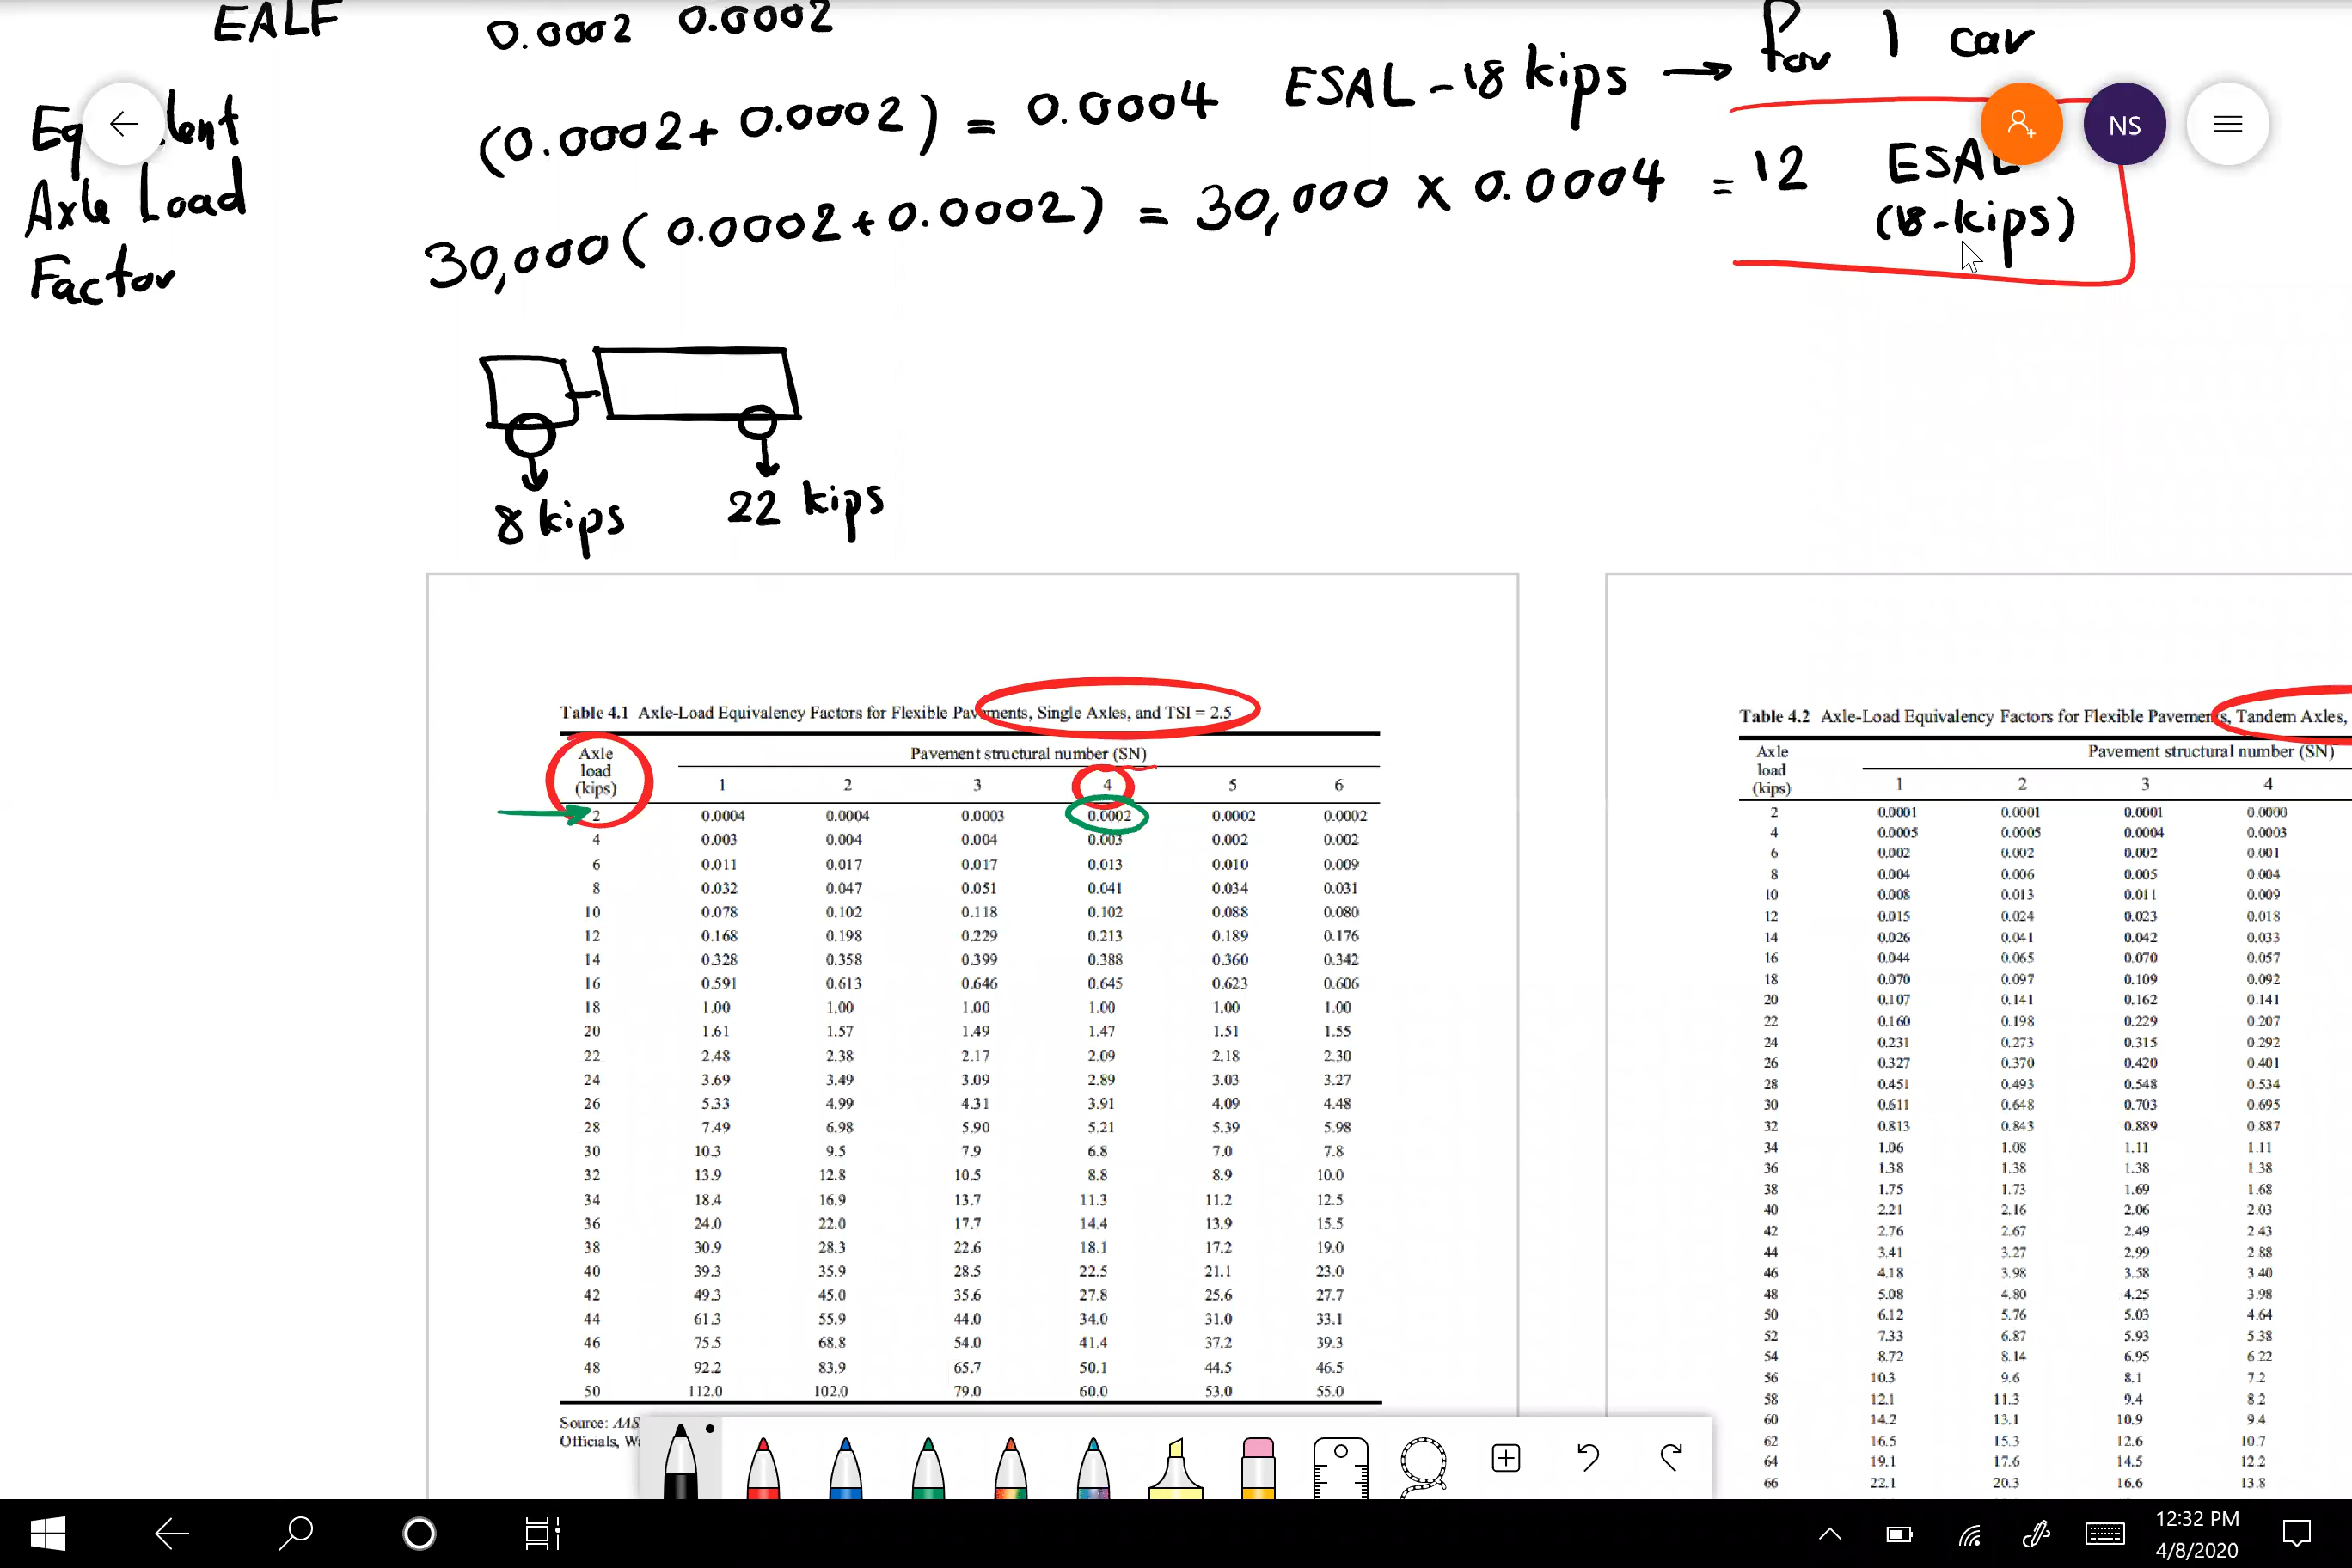 EALF 0.0002 0.0002
(0.0002+ 0.0002) = 0.0004 ESAL-18 kips → for 1 car
Axle Load
Factor
30,000 (0.0002+0.0002) = 30,000 x 0.0004 = 12 ESAL
(18-kips)
NS
8 kips 22 kips
Table 4.1 Axle-Load Equivalency Factors for Flexible Pavements, Single Axles, and TSI = 2.5
Axle load (kips) Pavement structural number (SN)
1 2 3 4 5 6
2 0.0004 0.0004 0.0003 0.0002 0.0002 0.0002
4 0.003 0.004 0.004 0.003 0.002 0.002
6 0.011 0.017 0.017 0.013 0.010 0.009
8 0.032 0.047 0.051 0.041 0.034 0.031
10 0.078 0.102 0.118 0.102 0.088 0.080
12 0.168 0.198 0.229 0.213 0.189 0.176
14 0.328 0.358 0.399 0.388 0.360 0.342
16 0.591 0.613 0.646 0.645 0.623 0.606
18 1.00 1.00 1.00 1.00 1.00 1.00
20 1.61 1.57 1.49 1.47 1.51 1.55
22 2.48 2.38 2.17 2.09 2.18 2.30
24 3.69 3.49 3.09 2.89 3.03 3.27
26 5.33 4.99 4.31 3.91 4.09 4.48
28 7.49 6.98 5.90 5.21 5.39 5.98
30 10.3 9.5 7.9 6.8 7.0 7.8
32 13.9 12.8 10.5 8.8 8.9 10.0
34 18.4 16.9 13.7 11.3 11.2 12.5
36 24.0 22.0 17.7 14.4 13.9 15.5
38 30.9 28.3 22.6 18.1 17.2 19.0
40 39.3 35.9 28.5 22.5 21.1 23.0
42 49.3 45.0 35.6 27.8 25.6 27.7
44 61.3 55.9 44.0 34.0 31.0 33.1
46 75.5 68.8 54.0 41.4 37.2 39.3
48 92.2 83.9 65.7 50.1 44.5 46.5
50 112.0 102.0 79.0 60.0 53.0 55.0
Source:
Officials,
Table 4.2 Axle-Load Equivalency Factors for Flexible Pavements, Tandem Axles,
Axle load (kips) Pavement structural number (SN)
1 2 3 4
2 0.0001 0.0001 0.0001 0.0000
4 0.0005 0.0005 0.0004 0.0003
6 0.002 0.002 0.002 0.001
8 0.004 0.006 0.005 0.004
10 0.008 0.013 0.011 0.009
12 0.015 0.024 0.023 0.018
14 0.026 0.041 0.042 0.033
16 0.044 0.065 0.070 0.057
18 0.070 0.097 0.109 0.092
20 0.107 0.141 0.162 0.141
22 0.160 0.198 0.229 0.207
24 0.231 0.273 0.315 0.292
26 0.327 0.370 0.420 0.401
28 0.451 0.493 0.548 0.534
30 0.611 0.648 0.703 0.695
32 0.813 0.843 0.889 0.887
34 1.06 1.08 1.11 1.11
36 1.38 1.38 1.38 1.38
38 1.75 1.73 1.69 1.68
40 2.21 2.16 2.06 2.03
42 2.76 2.67 2.49 2.43
44 3.41 3.27 2.99 2.88
46 4.18 3.98 3.58 3.40
48 5.08 4.80 4.25 3.98
50 6.12 5.76 5.03 4.64
52 7.33 6.87 5.93 5.38
54 8.72 8.14 6.95 6.22
56 10.3 9.6 8.1 7.2
58 12.1 11.3 9.4 8.2
60 14.2 13.1 10.9 9.4
62 16.5 15.3 12.6 10.7
64 19.1 17.6 14.5 12.2
66 22.1 20.3 16.6 13.8
12:32 PM
4/8/2020